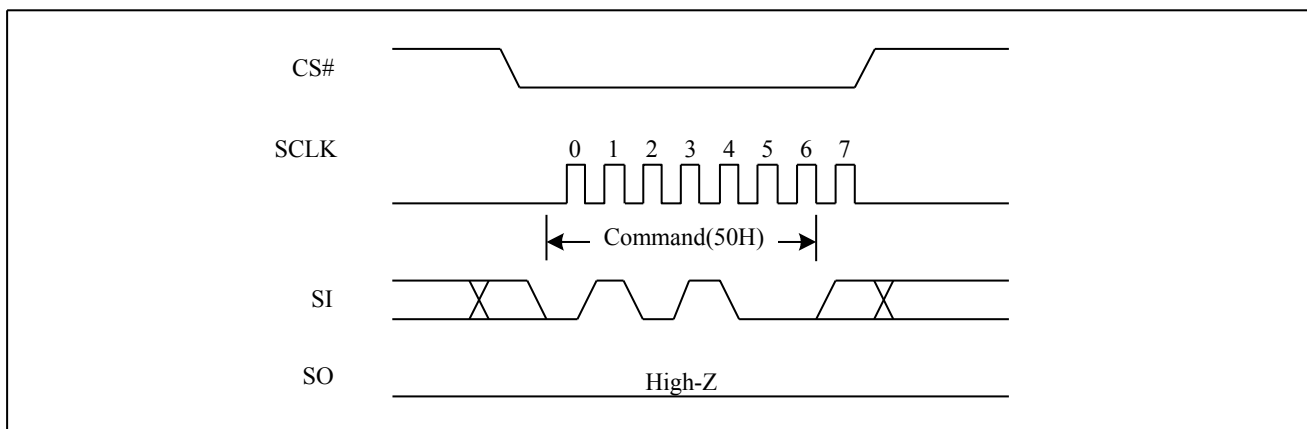 CS#
SCLK
0 1 2 3 4 5 6 7
Command(50H)
SI
SO
High-Z